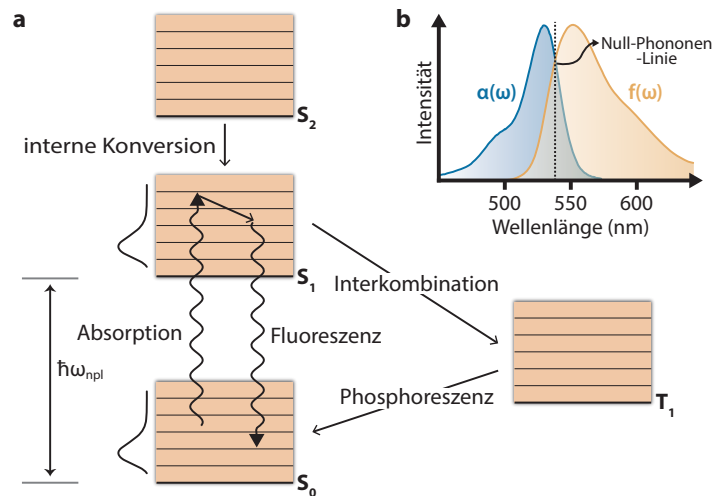 a
S2
interne Konversion
S1
Interkombination
Absorption
Fluoreszenz
ħωnpl
Phosphoreszenz
T1
S0
b
Intensität
α(ω)
f(ω)
Null-Phononen
-Linie
500
550
600
Wellenlänge (nm)